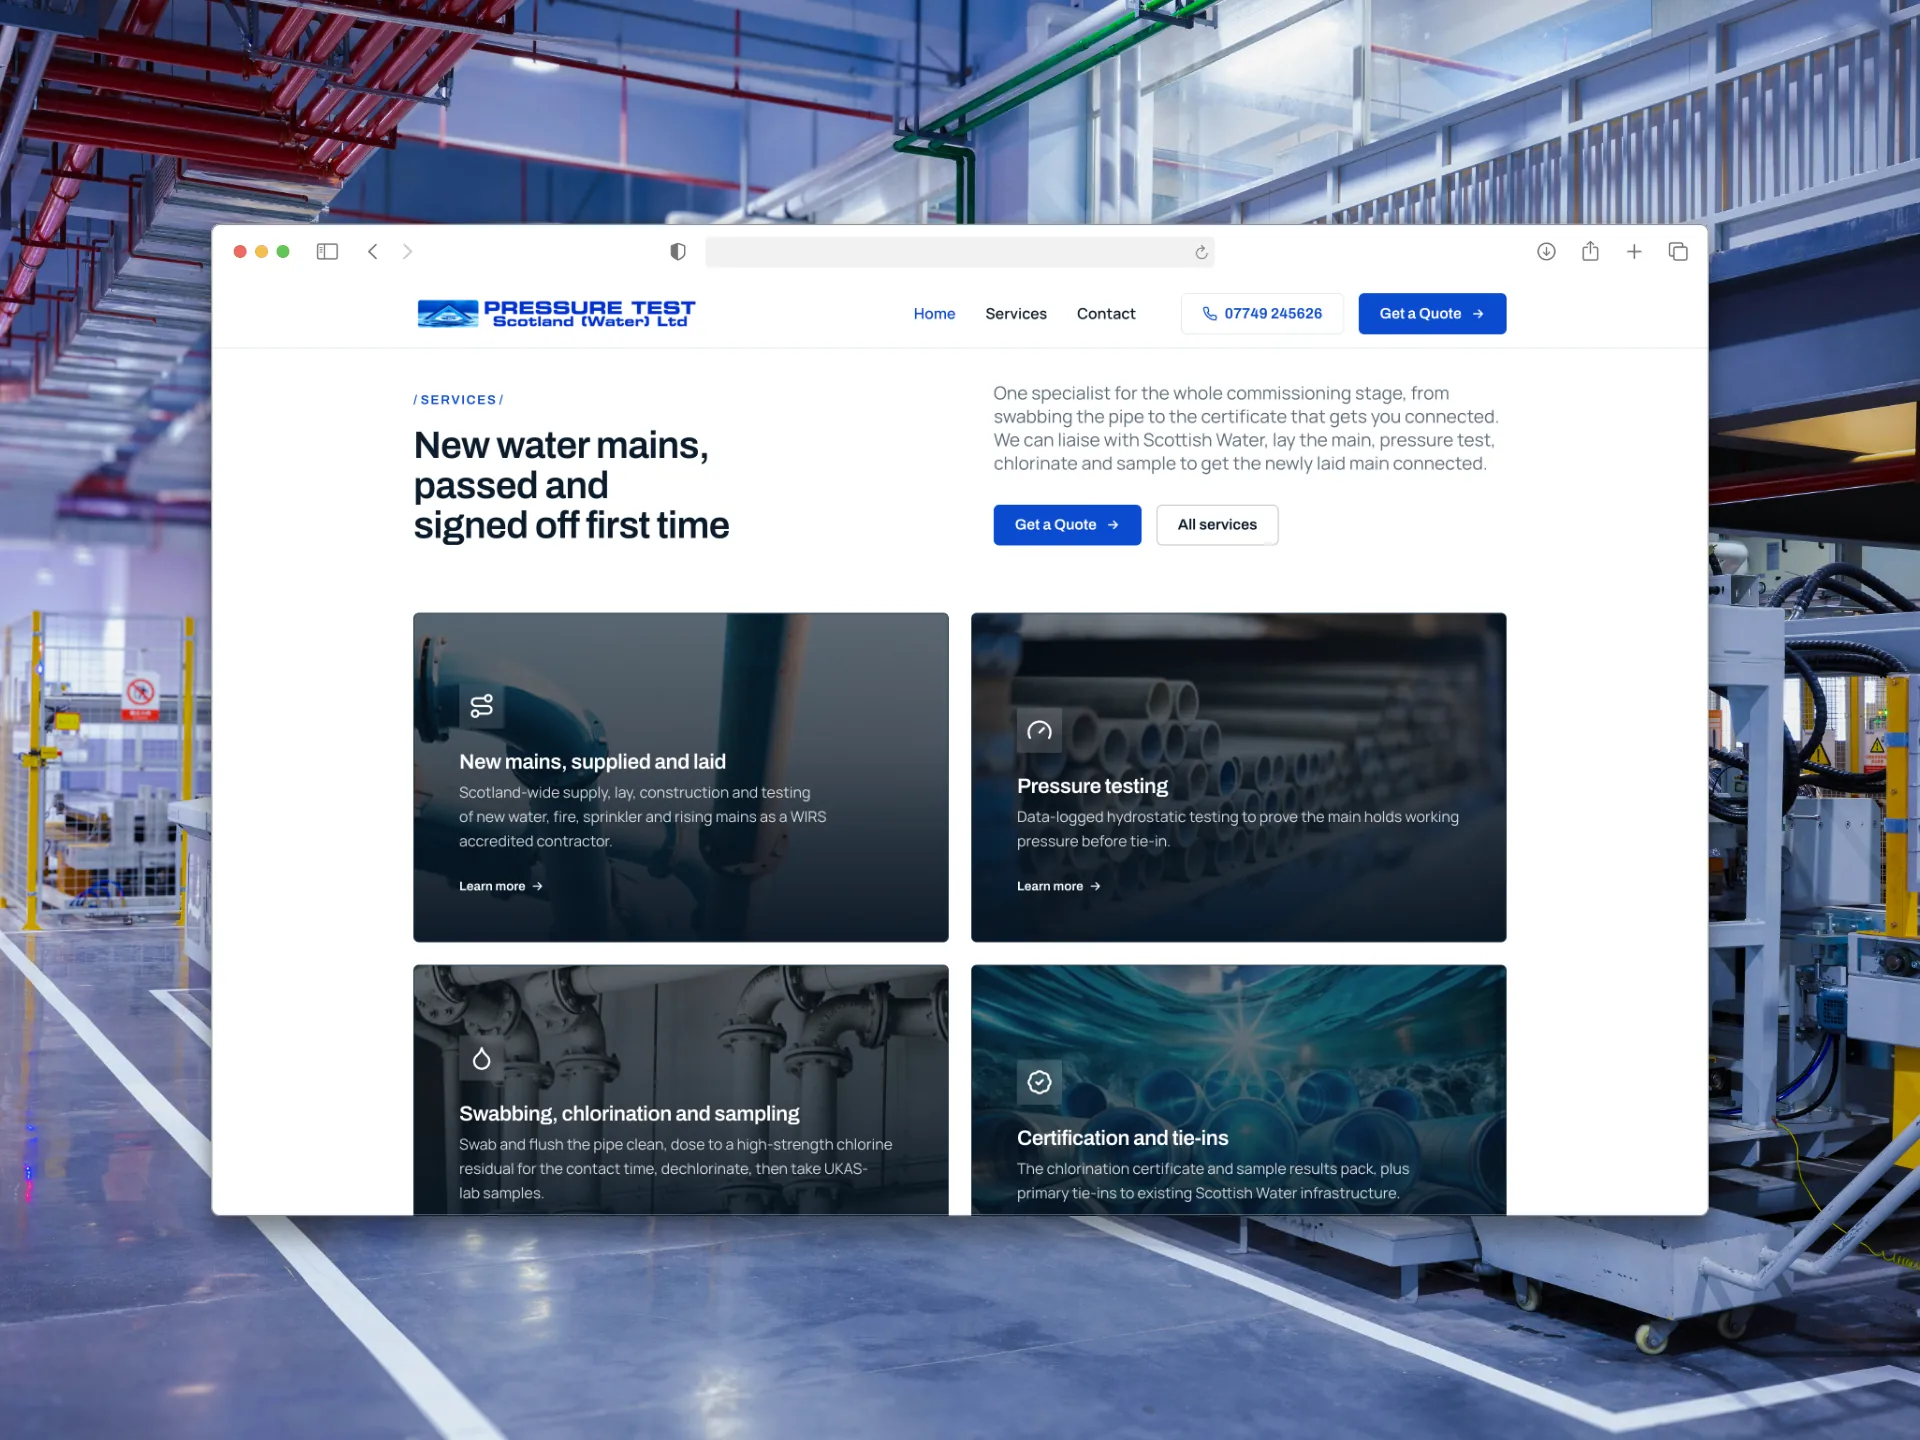 PRESSURE TEST
Scotland (Water) Ltd
Home
Services
Contact
07749 245626
Get a Quote
/ SERVICES /
New water mains,
passed and
signed off first time
One specialist for the whole commissioning stage, from
swabbing the pipe to the certificate that gets you connected.
We can liaise with Scottish Water, lay the main, pressure test,
chlorinate and sample to get the newly laid main connected.
Get a Quote
All services
New mains, supplied and laid
Scotland-wide supply, lay, construction and testing
of new water, fire, sprinkler and rising mains as a WIRS
accredited contractor.
Learn more
Pressure testing
Data-logged hydrostatic testing to prove the main holds working
pressure before tie-in.
Learn more
Swabbing, chlorination and sampling
Swab and flush the pipe clean, dose to a high-strength chlorine
residual for the contact time, dechlorinate, then take UKAS-
lab samples.
Certification and tie-ins
The chlorination certificate and sample results pack, plus
primary tie-ins to existing Scottish Water infrastructure.